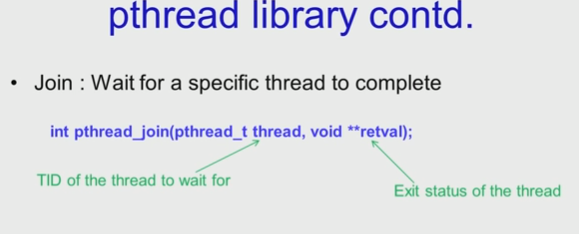 pthread library contd.
• Join : Wait for a specific thread to complete
int pthread_join(pthread_t thread, void **retval);
TID of the thread to wait for
Exit status of the thread